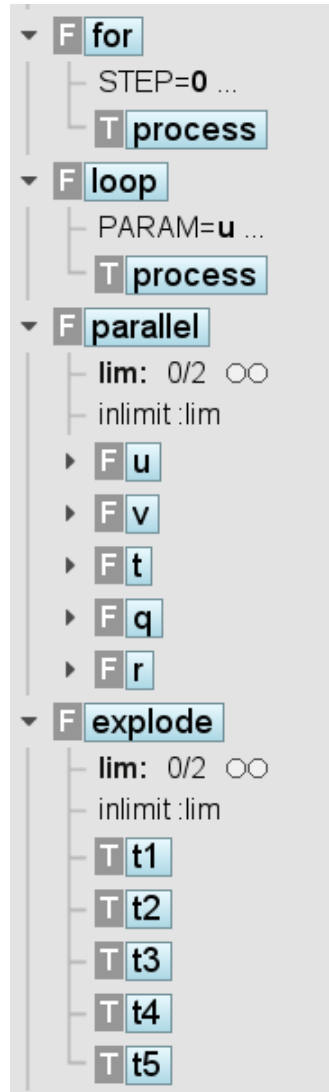 F for
STEP=0 ...
T process
F loop
PARAM=u ...
T process
F parallel
lim: 0/2
inlimit :lim
F u
F v
F t
F q
F r
F explode
lim: 0/2
inlimit :lim
T t1
T t2
T t3
T t4
T t5